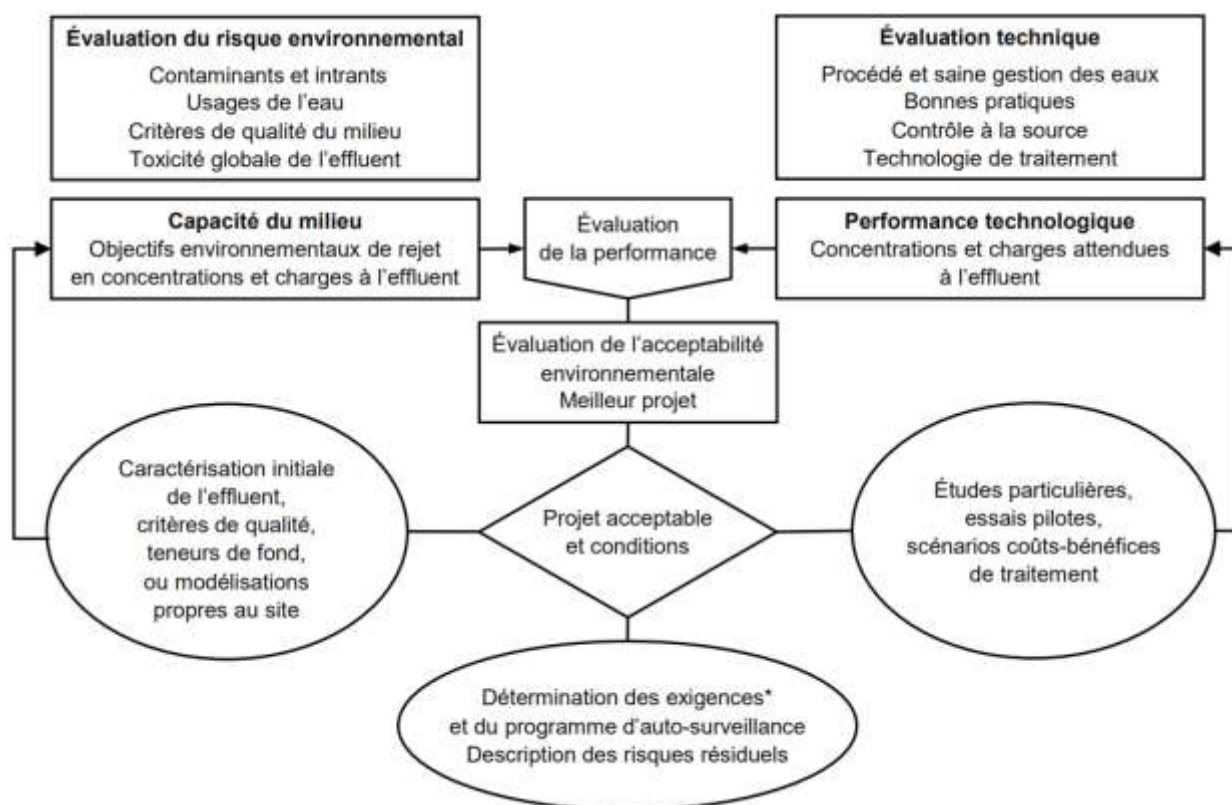 Évaluation du risque environnemental
Contaminants et intrants
Usages de l'eau
Critères de qualité du milieu
Toxicité globale de l'effluent
Évaluation technique
Procédé et saine gestion des eaux
Bonnes pratiques
Contrôle à la source
Technologie de traitement
Capacité du milieu
Objectifs environnementaux de rejet
en concentrations et charges à l'effluent
Évaluation
de la performance
Performance technologique
Concentrations et charges attendues
à l'effluent
Évaluation de l'acceptabilité
environnementale
Meilleur projet
Caractérisation initiale
de l'effluent,
critères de qualité,
teneurs de fond,
ou modélisations
propres au site
Projet acceptable
et conditions
Études particulières,
essais pilotes,
scénarios coûts-bénéfices
de traitement
Détermination des exigences*
et du programme d'auto-surveillance
Description des risques résiduels